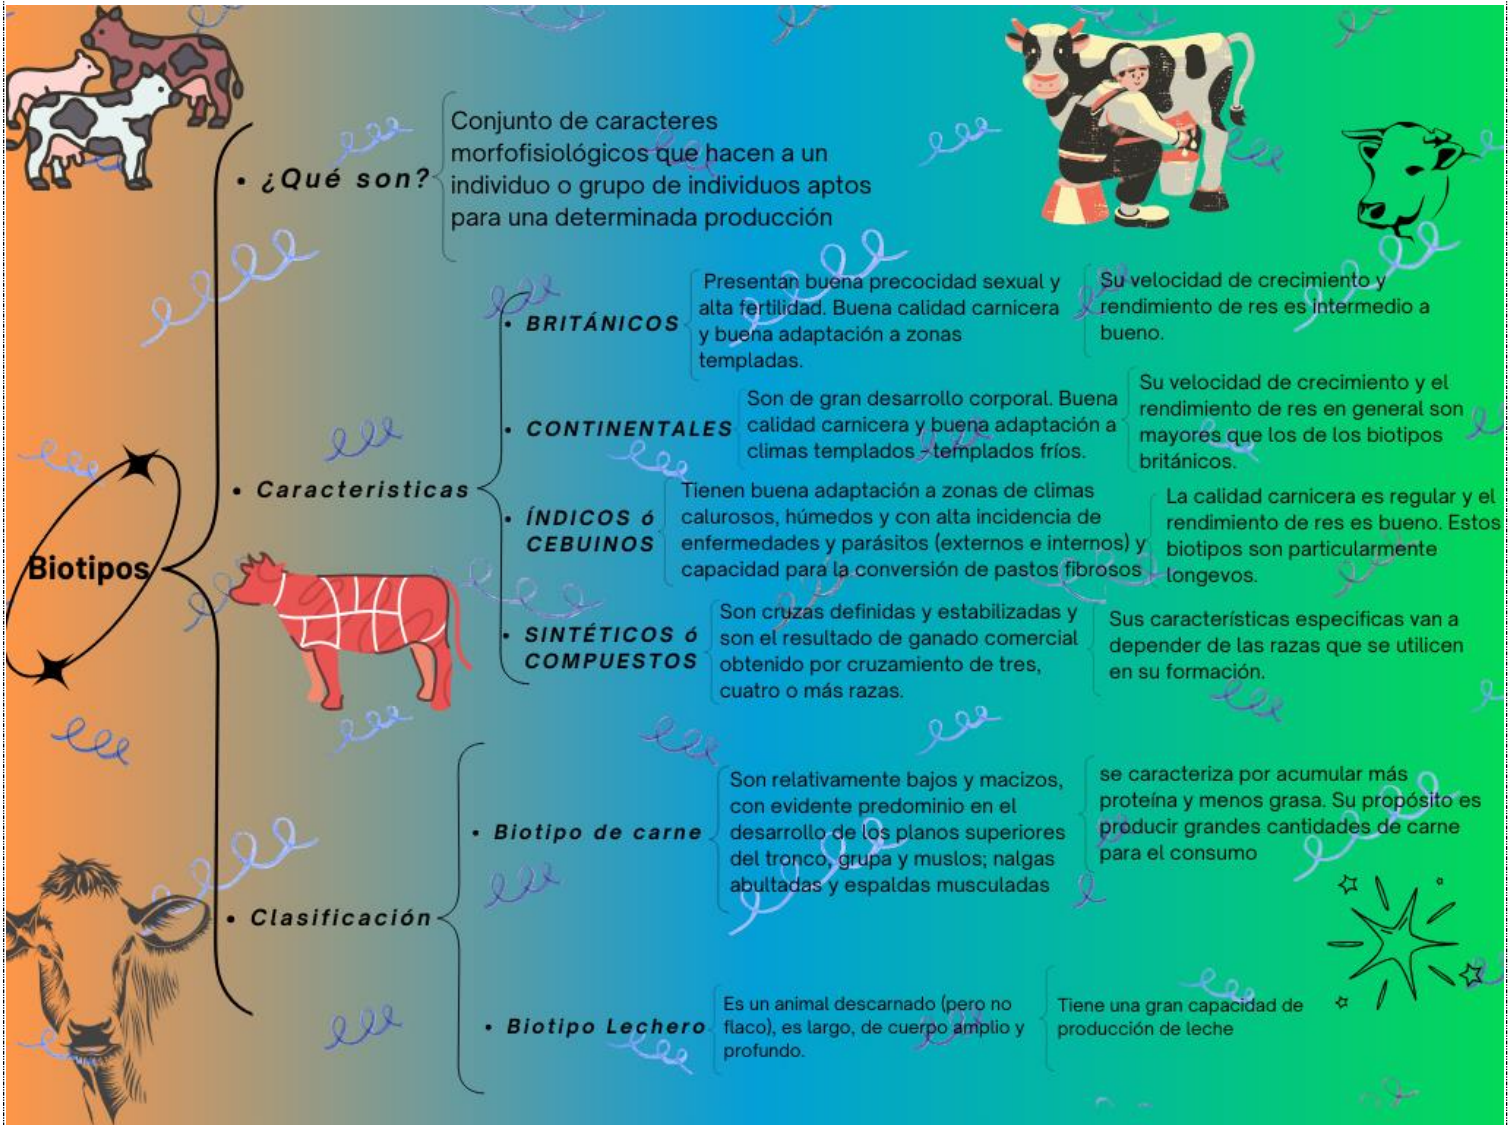 Biotipos
• ¿Qué son?
Conjunto de caracteres
morfofisiológicos que hacen a un
individuo o grupo de individuos aptos
para una determinada producción
• Caracteristicas
• BRITÁNICOS
Presentan buena precocidad sexual y
alta fertilidad. Buena calidad carnicera
y buena adaptación a zonas
templadas.
Su velocidad de crecimiento y
rendimiento de res es intermedio a
bueno.
• CONTINENTALES
Son de gran desarrollo corporal. Buena
calidad carnicera y buena adaptación a
climas templados - templados fríos.
Su velocidad de crecimiento y el
rendimiento de res en general son
mayores que los de los biotipos
británicos.
• ÍNDICOS ó
CEBUINOS
Tienen buena adaptación a zonas de climas
calurosos, húmedos y con alta incidencia de
enfermedades y parásitos (externos e internos) y
capacidad para la conversión de pastos fibrosos
La calidad carnicera es regular y el
rendimiento de res es bueno. Estos
biotipos son particularmente
longevos.
• SINTÉTICOS ó
COMPUESTOS
Son cruzas definidas y estabilizadas y
son el resultado de ganado comercial
obtenido por cruzamiento de tres,
cuatro o más razas.
Sus características especificas van a
depender de las razas que se utilicen
en su formación.
• Clasificación
• Biotipo de carne
Son relativamente bajos y macizos,
con evidente predominio en el
desarrollo de los planos superiores
del tronco, grupa y muslos; nalgas
abultadas y espaldas musculadas
se caracteriza por acumular más
proteína y menos grasa. Su propósito es
producir grandes cantidades de carne
para el consumo
• Biotipo Lechero
Es un animal descarnado (pero no
flaco), es largo, de cuerpo amplio y
profundo.
Tiene una gran capacidad de
producción de leche